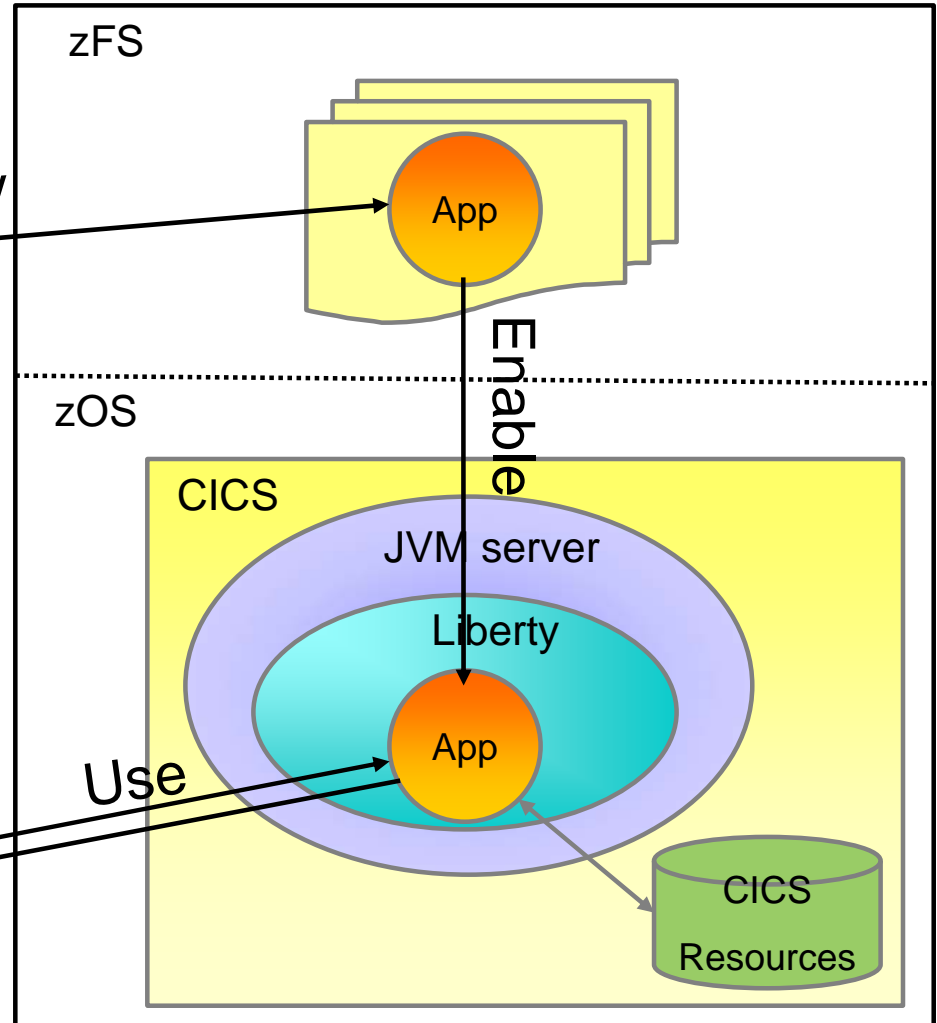 zFS
App
Enable
zOS
CICS
JVM server
Liberty
App
Use
CICS
Resources